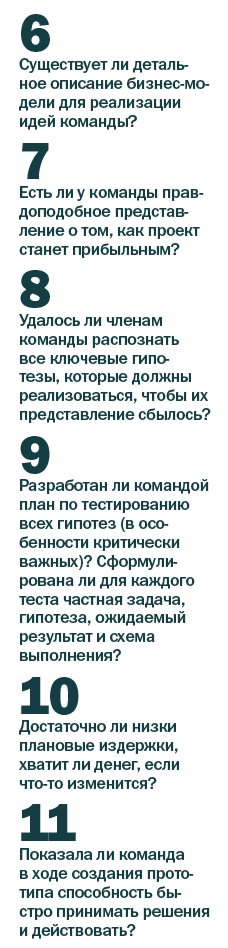 6
Существует ли деталь-
ное описание бизнес-мо-
дели для реализации
идей команды?
7
Есть ли у команды прав-
доподобное представ-
ление о том, как проект
станет прибыльным?
8
Удалось ли членам
команды распознать
все ключевые гипо-
тезы, которые должны
реализоваться, чтобы их
представление сбылось?
9
Разработан ли командой
план по тестированию
всех гипотез (в осо-
бенности критически
важных)? Сформули-
рована ли для каждого
теста частная задача,
гипотеза, ожидаемый
результат и схема
выполнения?
10
Достаточно ли низки
плановые издержки,
хватит ли денег, если
что-то изменится?
11
Показала ли команда
в ходе создания прото-
типа способность бы-
стро принимать решения
и действовать?